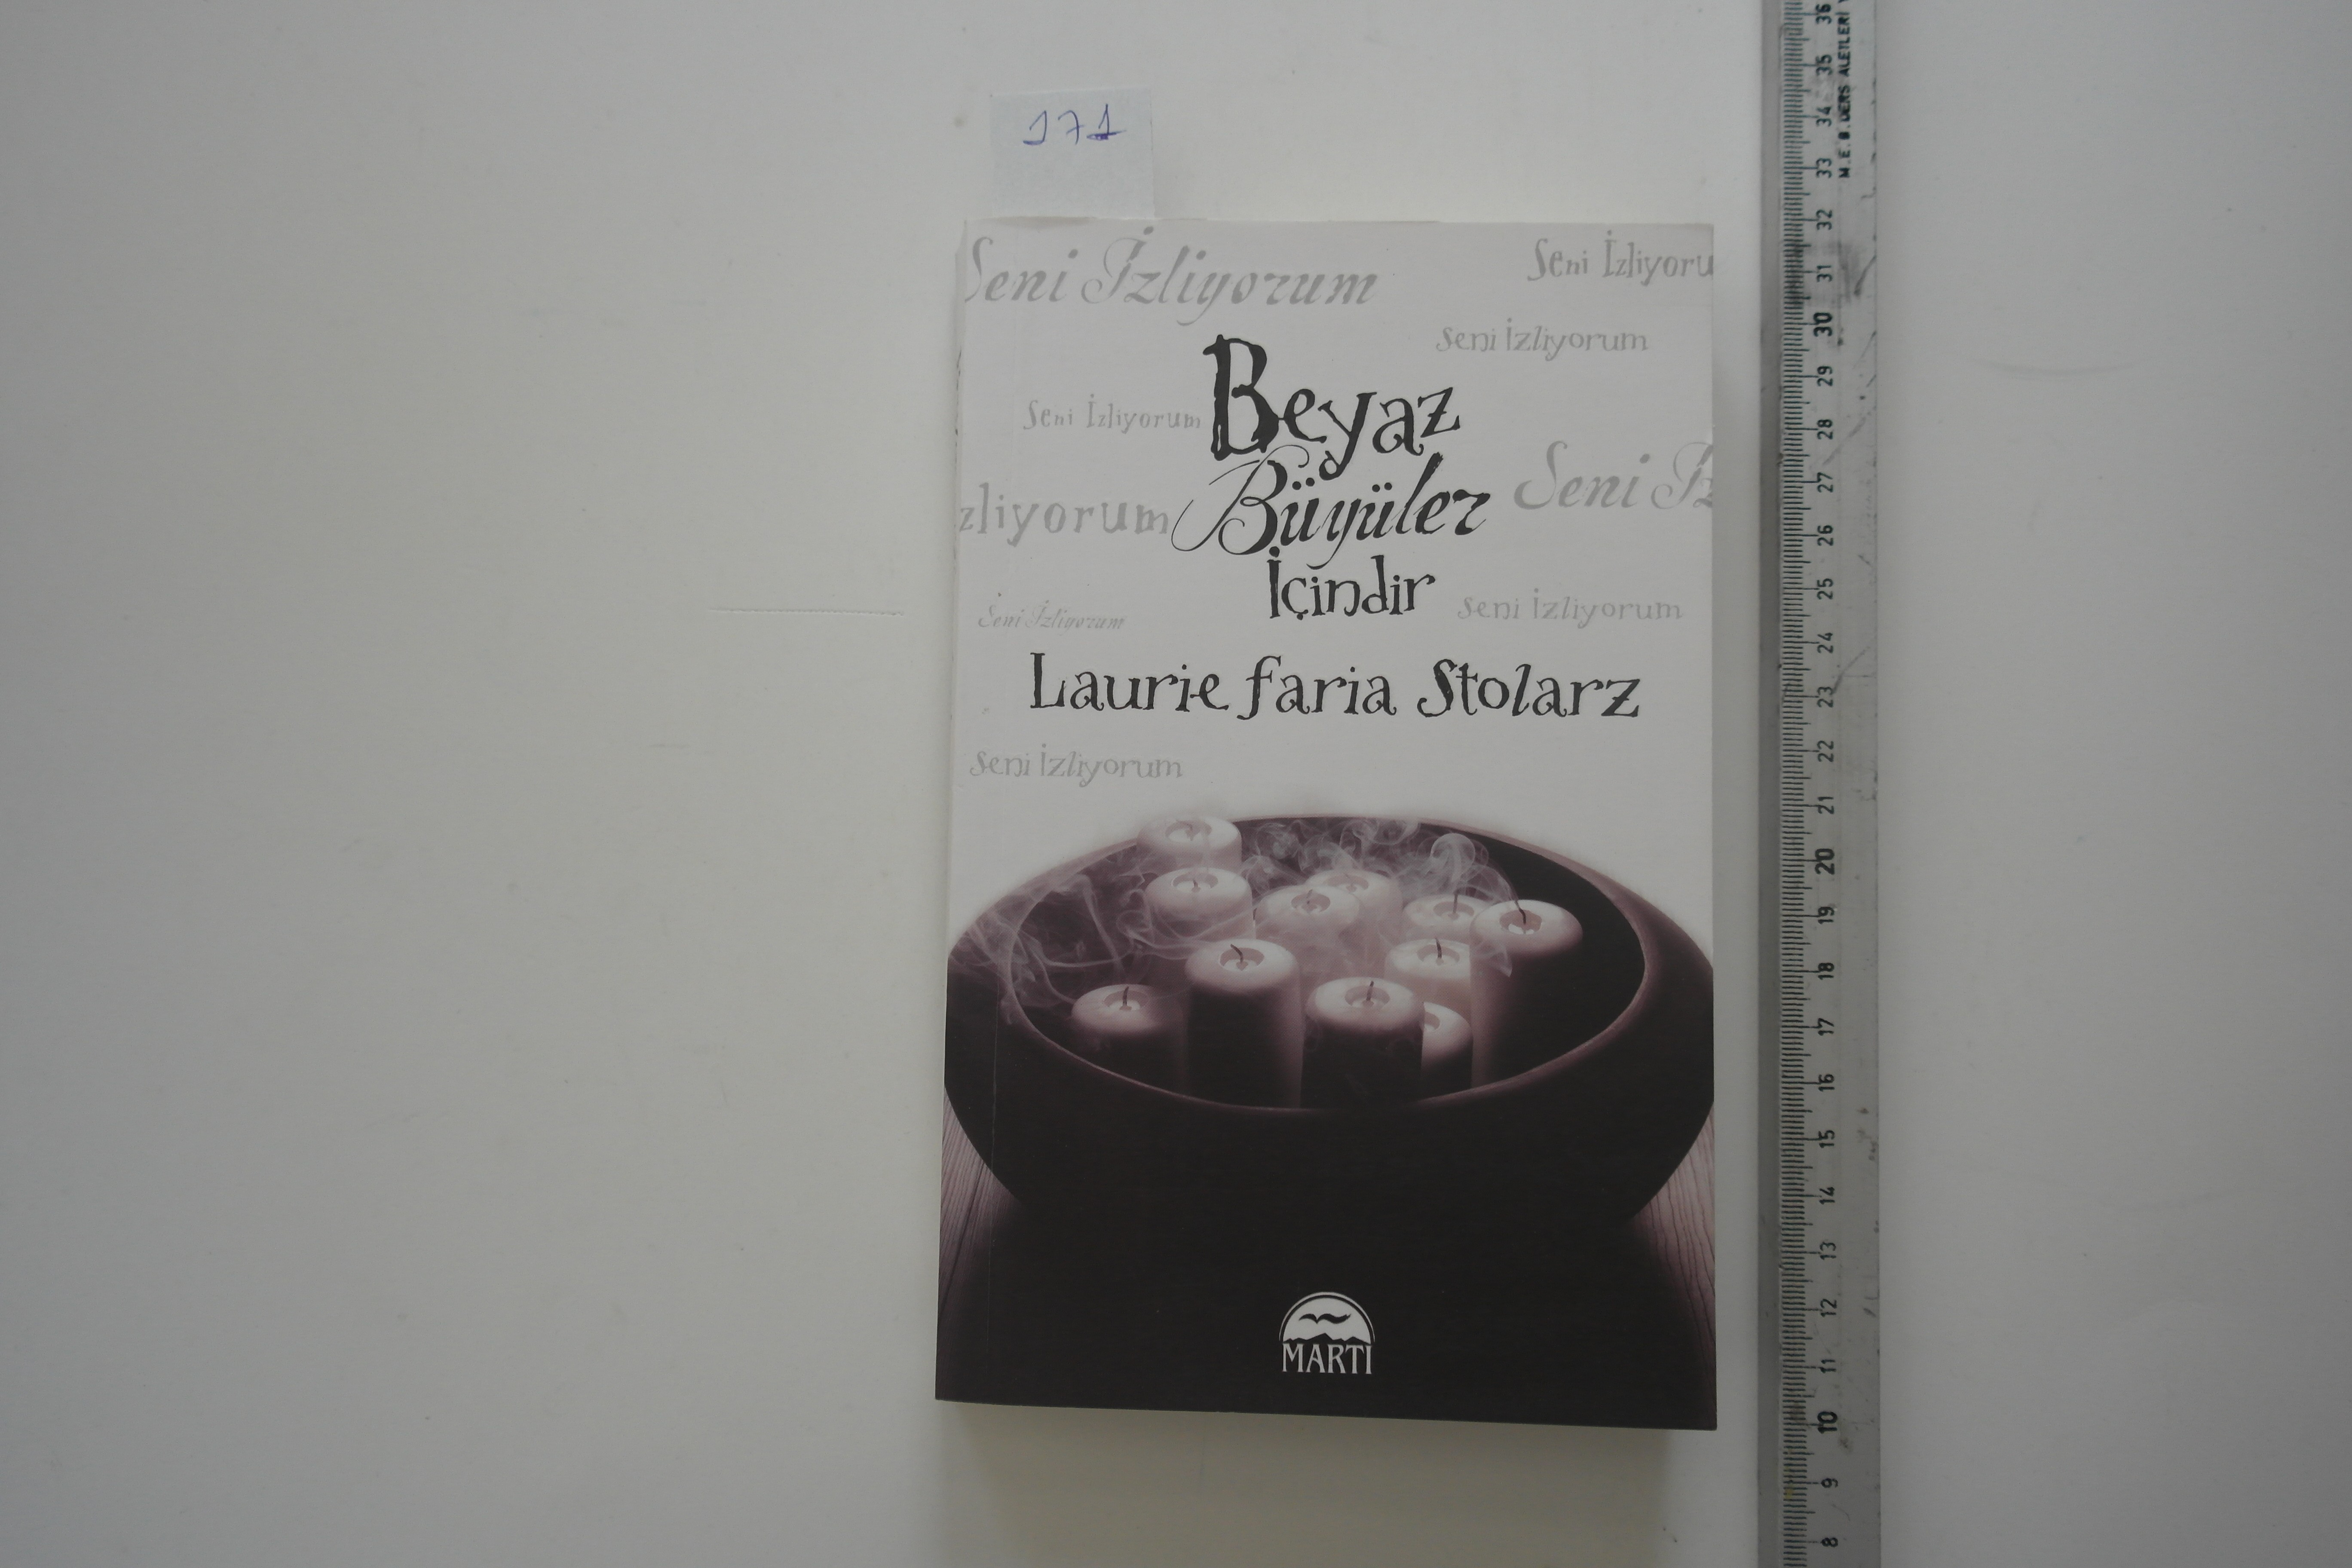 171
Seni İzliyorum
Seni İzliyoru
Seni İzliyorum
Beyaz
Seni İzliyorum
Büyüler
Seni İz
zliyorum
İçindir
Seni İzliyorum
Seni İzliyorum
Laurie Faria Stolarz
Seni İzliyorum
MARTI
36
35
34
33
32
31
30
29
28
27
26
25
24
23
22
21
20
19
18
17
16
15
14
13
12
11
10
9
8
M.E.B. DERS ALETLERİ